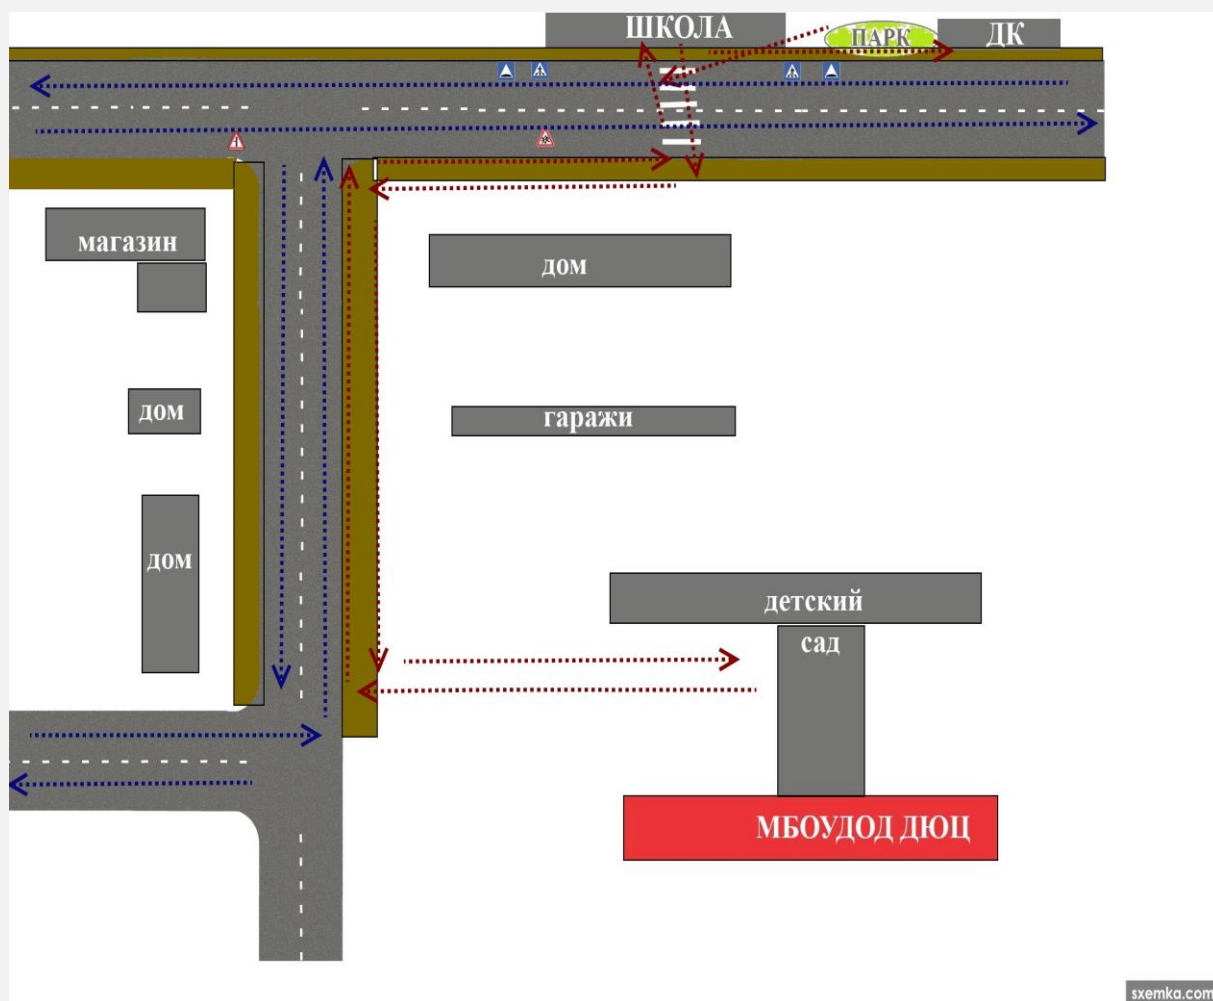 ШКОЛА
ПАРК
ДК
магазин
дом
дом
гаражи
дом
детский
сад
МБОУДОД ДЮЦ
sxemka.com